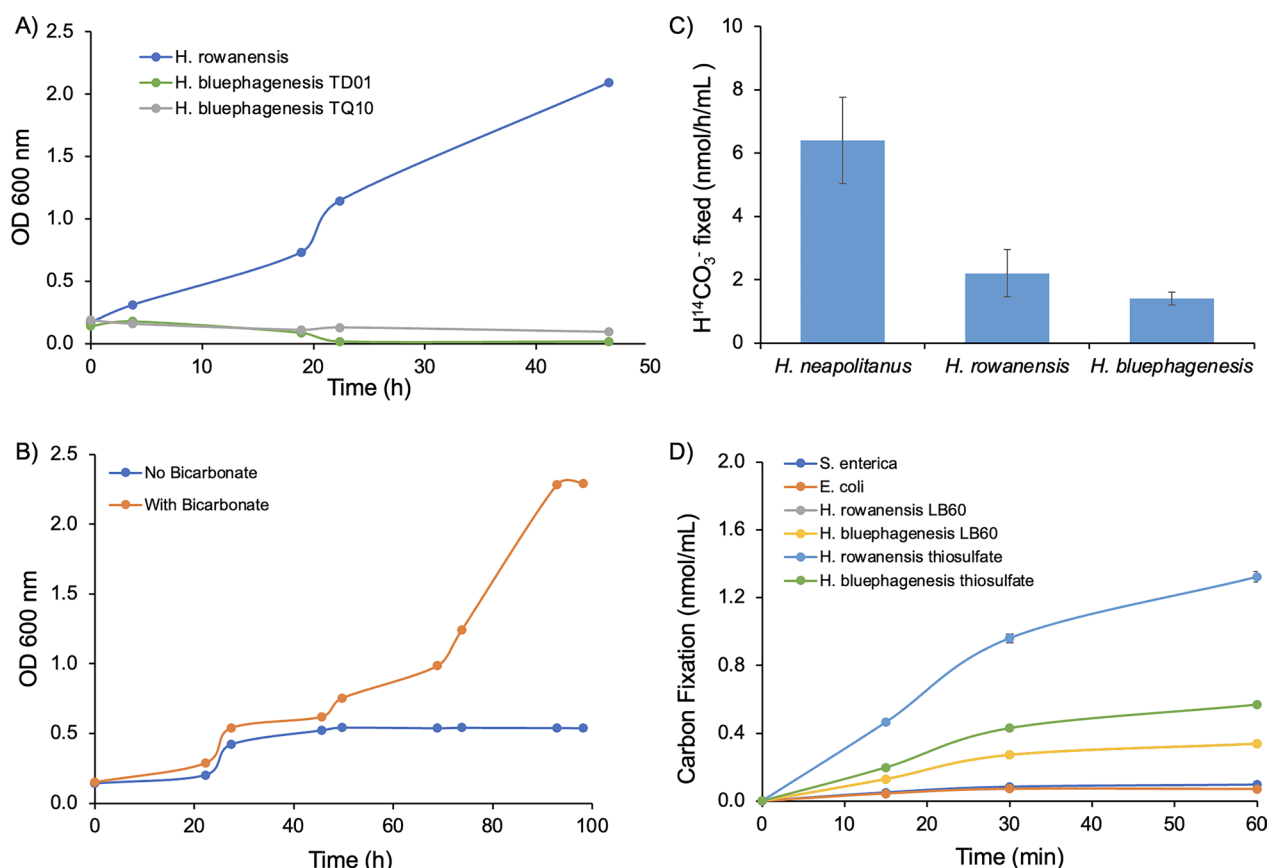 A)
2.5
2.0
1.5
1.0
0.5
0.0
OD 600 nm
H. rowanensis
H. bluephagenesis TD01
H. bluephagenesis TQ10
0 10 20 30 40 50
Time (h)
C)
10
8
6
4
2
0
H¹⁴CO₃- fixed (nmol/h/mL)
H. neapolitanus H. rowanensis H. bluephagenesis
B)
2.5
2.0
1.5
1.0
0.5
0.0
OD 600 nm
No Bicarbonate
With Bicarbonate
0 20 40 60 80 100
Time (h)
D)
2.0
1.6
1.2
0.8
0.4
0.0
Carbon Fixation (nmol/mL)
S. enterica
E. coli
H. rowanensis LB60
H. bluephagenesis LB60
H. rowanensis thiosulfate
H. bluephagenesis thiosulfate
0 10 20 30 40 50 60
Time (min)